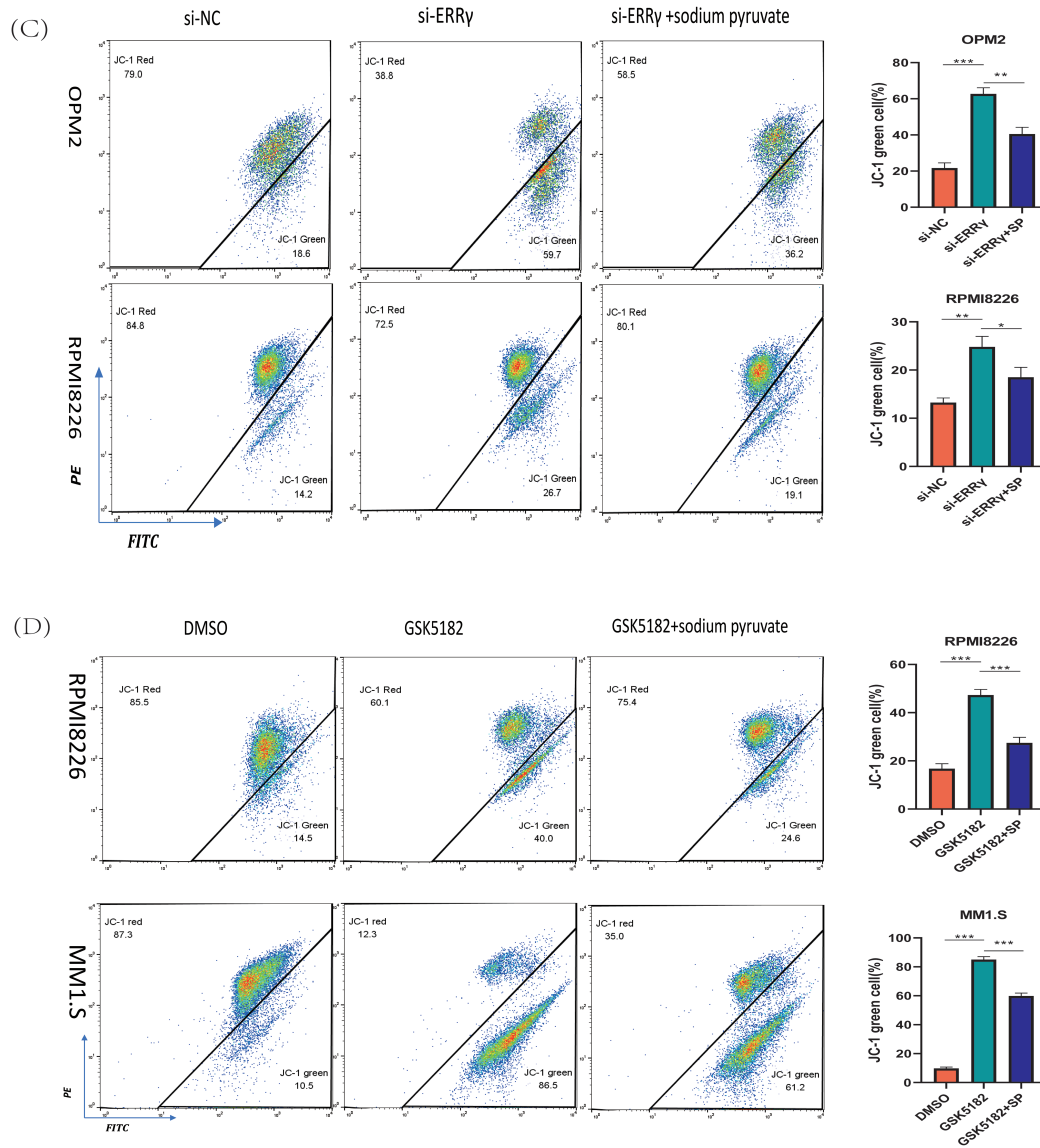 (C)
si-NC
si-ERRγ
si-ERRγ +sodium pyruvate
OPM2
JC-1 Red
79.0
JC-1 Green
18.6
JC-1 Red
38.8
JC-1 Green
59.7
JC-1 Red
58.5
JC-1 Green
36.2
OPM2
JC-1 green cell(%)
80
60
40
20
0
***
**
si-NC
si-ERRγ
si-ERRγ+SP
RPMI8226
PE
FITC
JC-1 Red
84.8
JC-1 Green
14.2
JC-1 Red
72.5
JC-1 Green
26.7
JC-1 Red
80.1
JC-1 Green
19.1
RPMI8226
JC-1 green cell(%)
30
20
10
0
**
*
si-NC
si-ERRγ
si-ERRγ+SP
(D)
DMSO
GSK5182
GSK5182+sodium pyruvate
RPMI8226
JC-1 Red
85.5
JC-1 Green
14.5
JC-1 Red
60.1
JC-1 Green
40.0
JC-1 Red
75.4
JC-1 Green
24.6
RPMI8226
JC-1 green cell(%)
60
40
20
0
***
***
DMSO
GSK5182
GSK5182+SP
MM1.S
PE
FITC
JC-1 red
87.3
JC-1 green
10.5
JC-1 red
12.3
JC-1 green
86.5
JC-1 red
35.0
JC-1 green
61.2
MM1.S
JC-1 green cell(%)
100
80
60
40
20
0
***
***
DMSO
GSK5182
GSK5182+SP